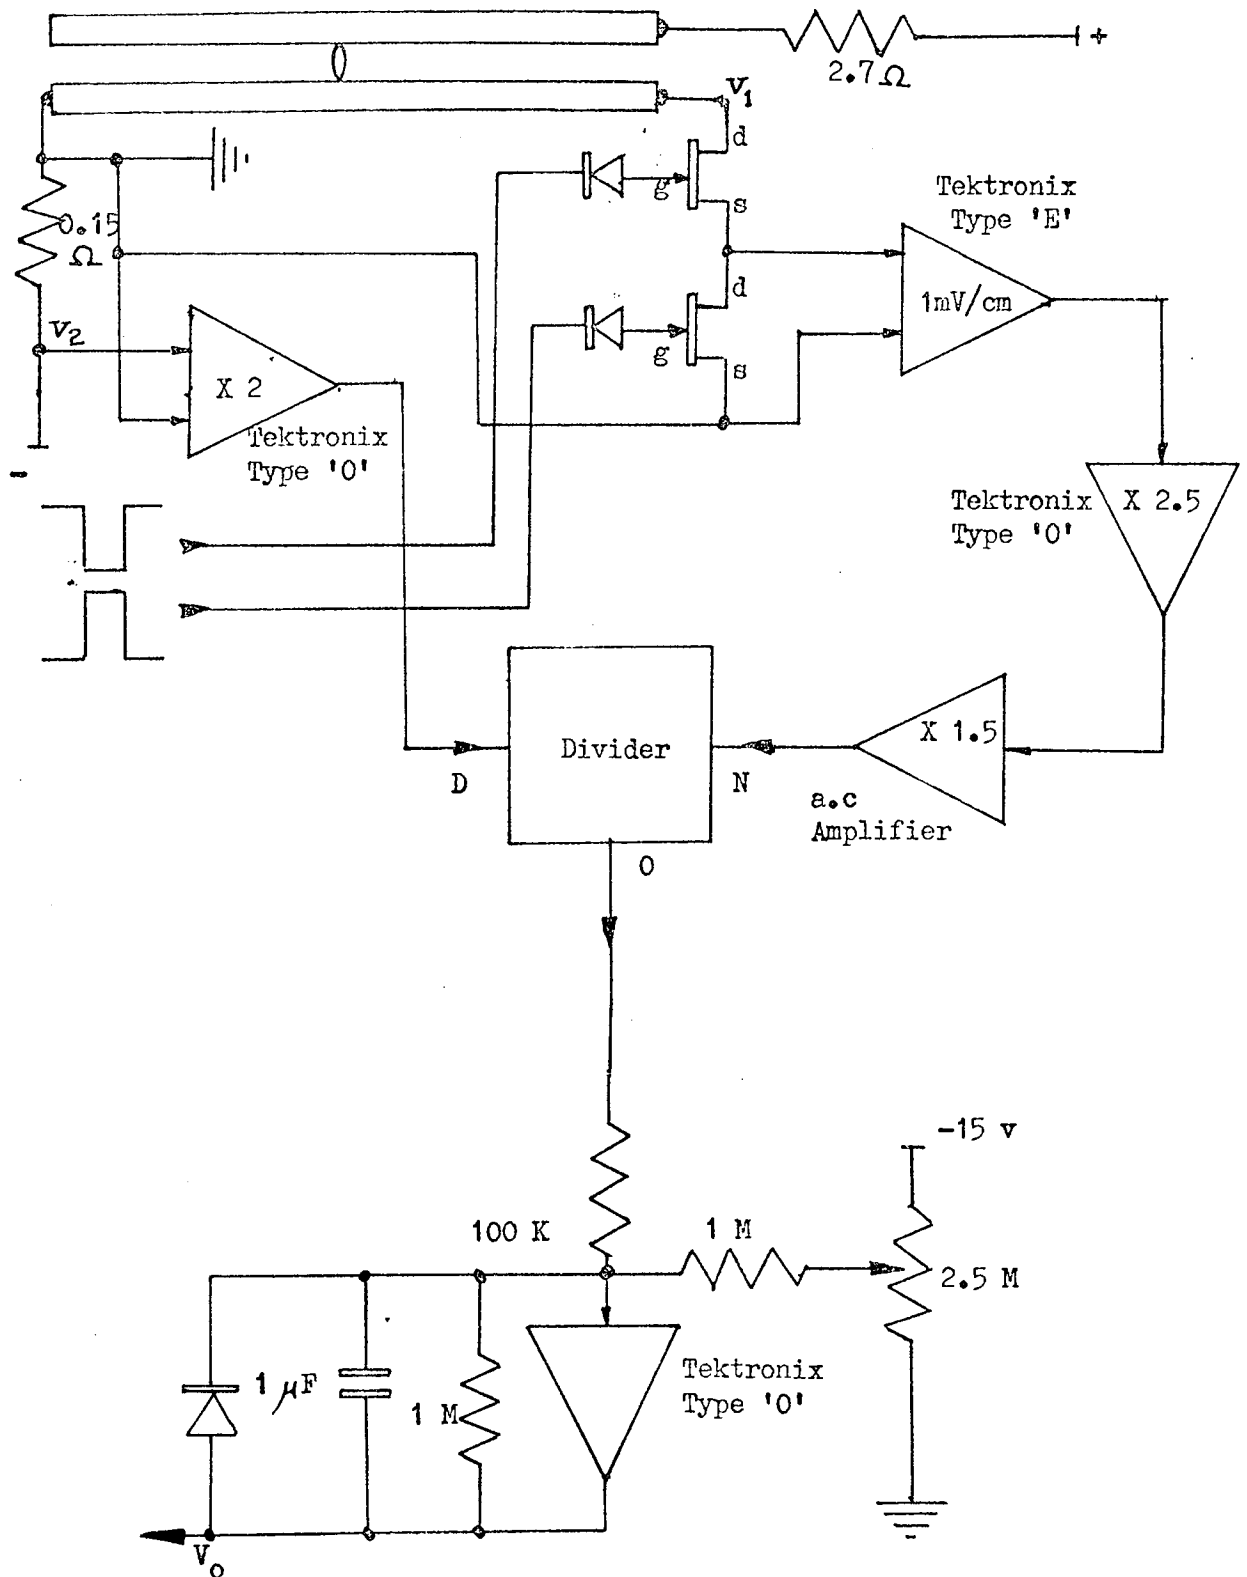 +
2.7Ω
V₁
d
g
s
Tektronix
Type 'E'
0.15
Ω
1mV/cm
d
g
s
V₂
X 2
Tektronix
Type 'O'
-
Tektronix
Type 'O'
X 2.5
X 1.5
Divider
D
N
a.c
Amplifier
O
-15 v
100 K
1 M
2.5 M
1 μF
1 M
Tektronix
Type 'O'
V₀